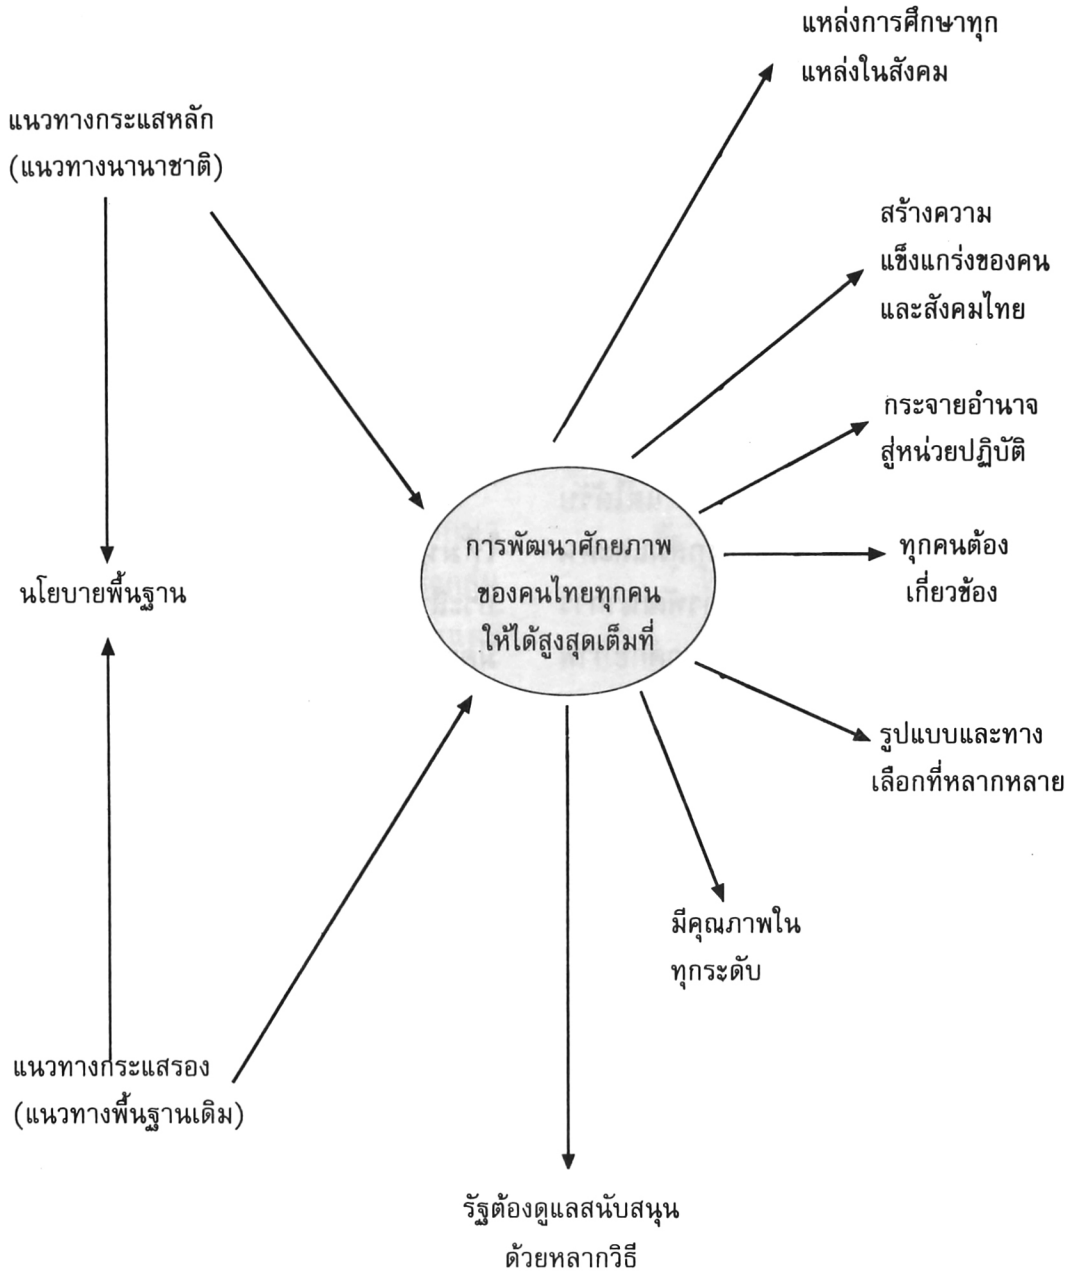 แหล่งการศึกษาทุก
แหล่งในสังคม
แนวทางกระแสหลัก
(แนวทางนานาชาติ)
สร้างความ
แข็งแกร่งของคน
และสังคมไทย
กระจายอำนาจ
สู่หน่วยปฏิบัติ
การพัฒนาศักยภาพ
ของคนไทยทุกคน
ให้ได้สูงสุดเต็มที่
ทุกคนต้อง
เกี่ยวข้อง
นโยบายพื้นฐาน
รูปแบบและทาง
เลือกที่หลากหลาย
มีคุณภาพใน
ทุกระดับ
แนวทางกระแสรอง
(แนวทางพื้นฐานเดิม)
รัฐต้องดูแลสนับสนุน
ด้วยหลากวิธี